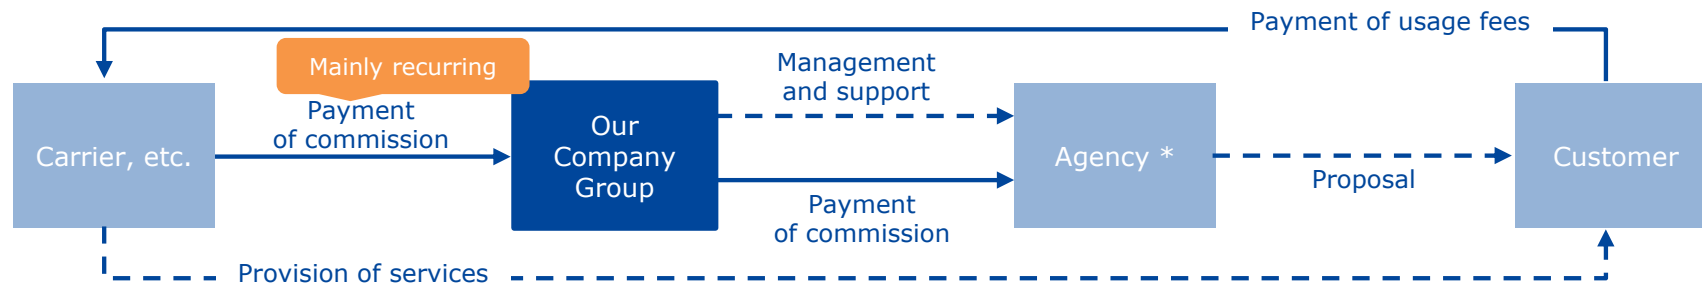 Payment of usage fees
Mainly recurring
Management
and support
Payment
of commission
Carrier, etc.
Our
Company
Group
Agency *
Customer
Proposal
Payment
of commission
Provision of services